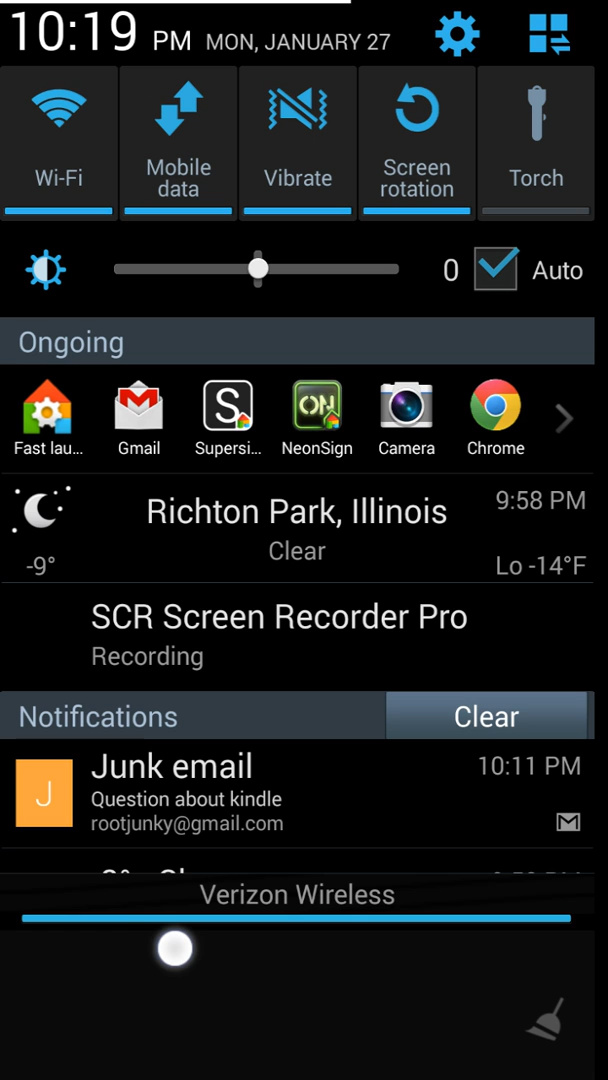 10:19 PM MON, JANUARY 27
Wi-Fi
Mobile
data
Vibrate
Screen
rotation
Torch
0 Auto
Ongoing
Fast lau... Gmail Supersi... NeonSign Camera Chrome
Richton Park, Illinois 9:58 PM
Clear
-9° Lo -14°F
SCR Screen Recorder Pro
Recording
Notifications Clear
Junk email 10:11 PM
Question about kindle
rootjunky@gmail.com
Verizon Wireless